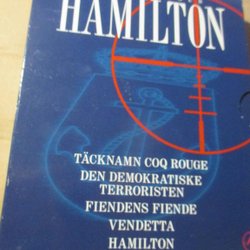 HAMILTON
TÄCKNAMN COQ ROUGE
DEN DEMOKRATISKE
TERRORISTEN
FIENDENS FIENDE
VENDETTA
HAMILTON